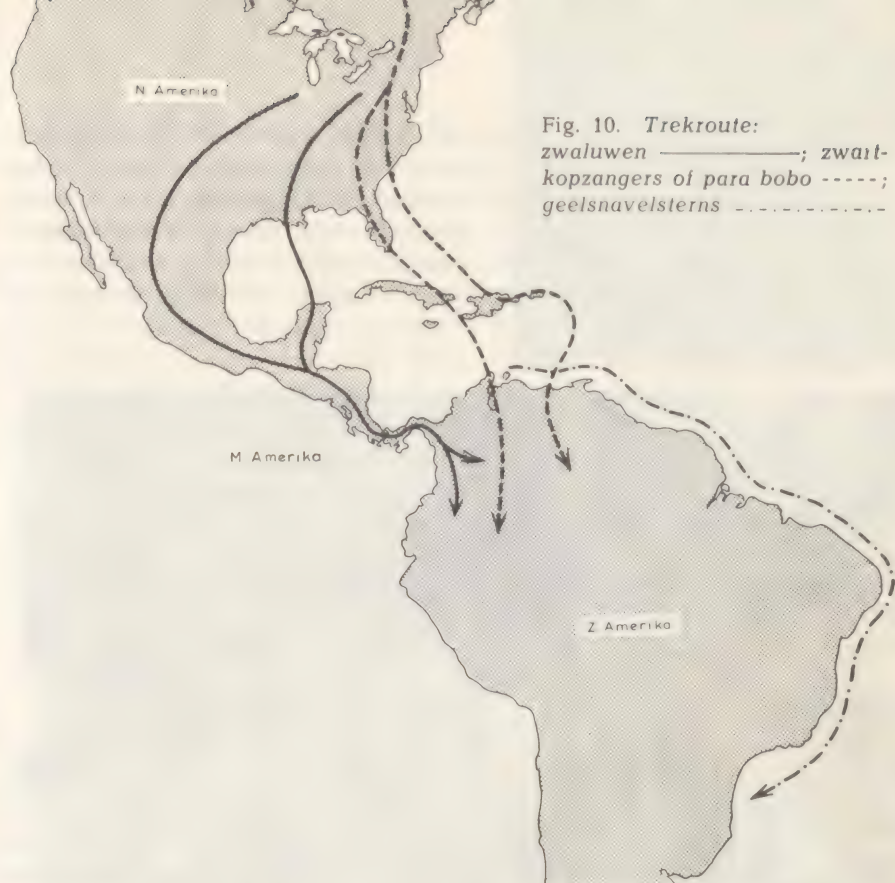 N Amerika
Fig. 10. Trekroute:
zwaluwen ————; zwart-
kopzangers of para bobo -----;
geelsnavelsterns -.-.-.-.-.-
M Amerika
Z Amerika